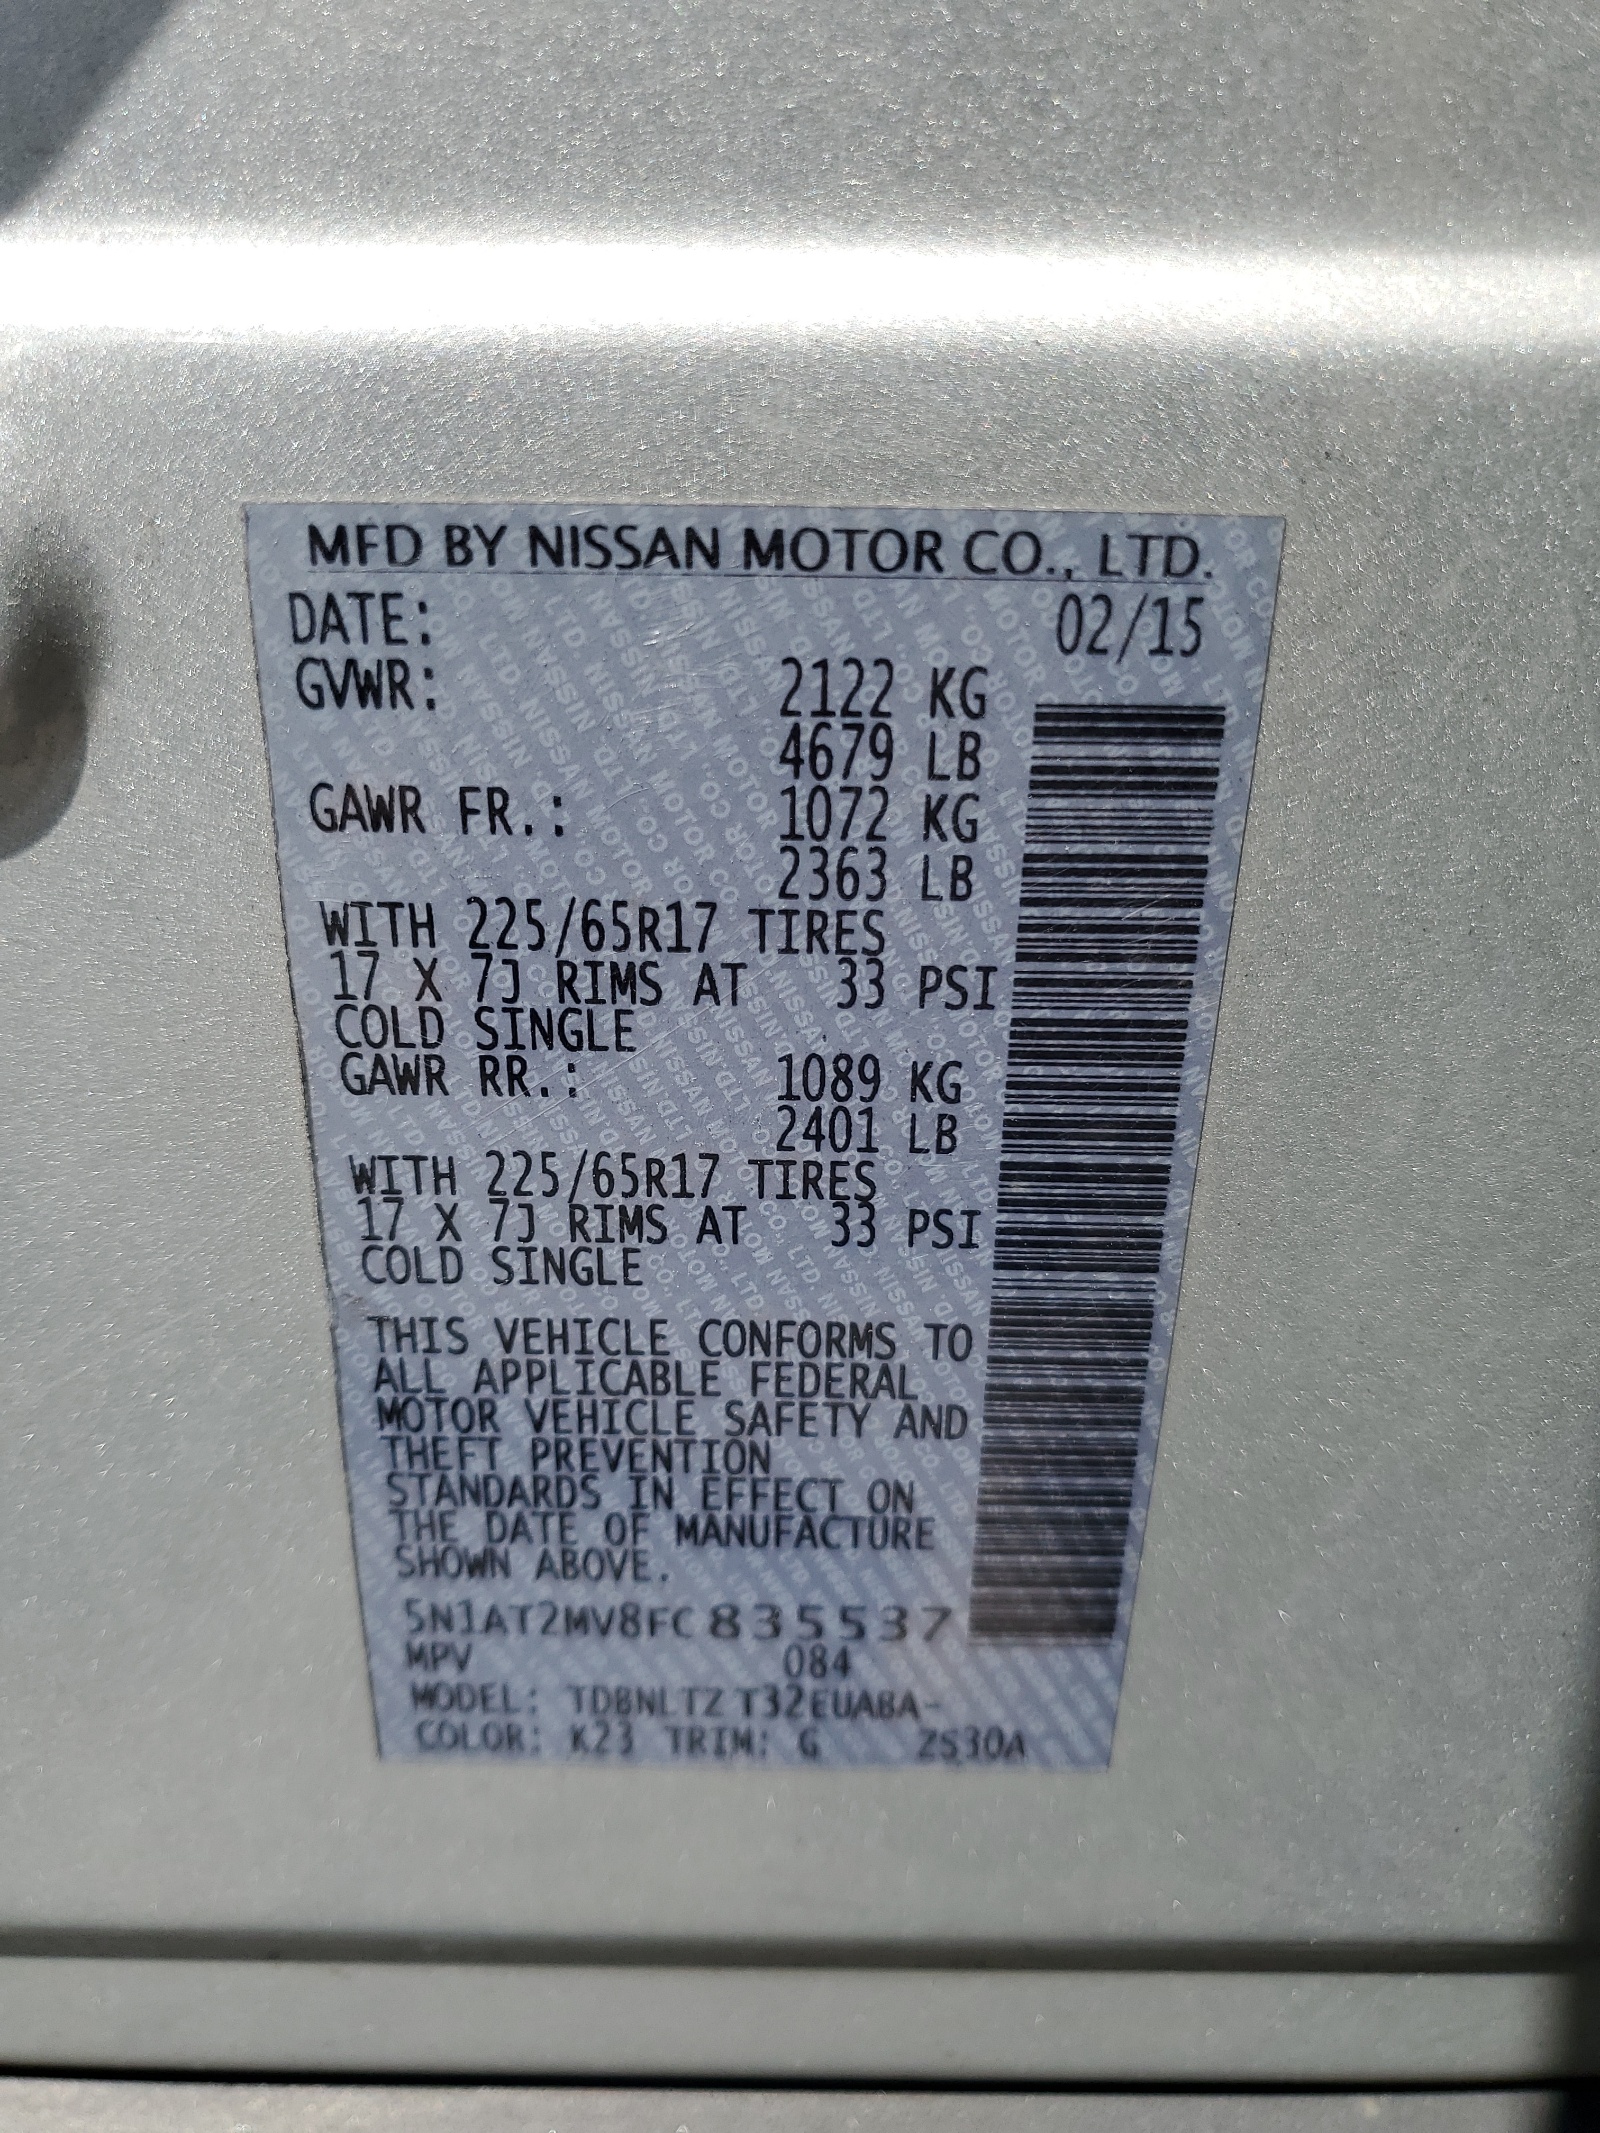 MFD BY NISSAN MOTOR CO., LTD.
DATE: 02/15
GVWR: 2122 KG
4679 LB
GAWR FR.: 1072 KG
2363 LB
WITH 225/65R17 TIRES
17 X 7J RIMS AT 33 PSI
COLD SINGLE
GAWR RR.: 1089 KG
2401 LB
WITH 225/65R17 TIRES
17 X 7J RIMS AT 33 PSI
COLD SINGLE
THIS VEHICLE CONFORMS TO
ALL APPLICABLE FEDERAL
MOTOR VEHICLE SAFETY AND
THEFT PREVENTION
STANDARDS IN EFFECT ON
THE DATE OF MANUFACTURE
SHOWN ABOVE.
5N1AT2MV8FC835537
MPV 084
MODEL: TDBNLTZ T32EUABA-
COLOR: K23 TRIM: G ZS30A